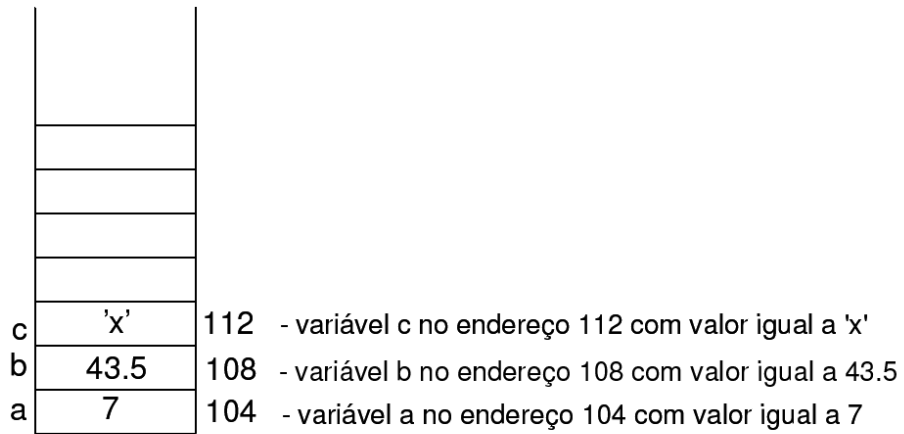 c 'x' 112 - variável c no endereço 112 com valor igual a 'x'
b 43.5 108 - variável b no endereço 108 com valor igual a 43.5
a 7 104 - variável a no endereço 104 com valor igual a 7